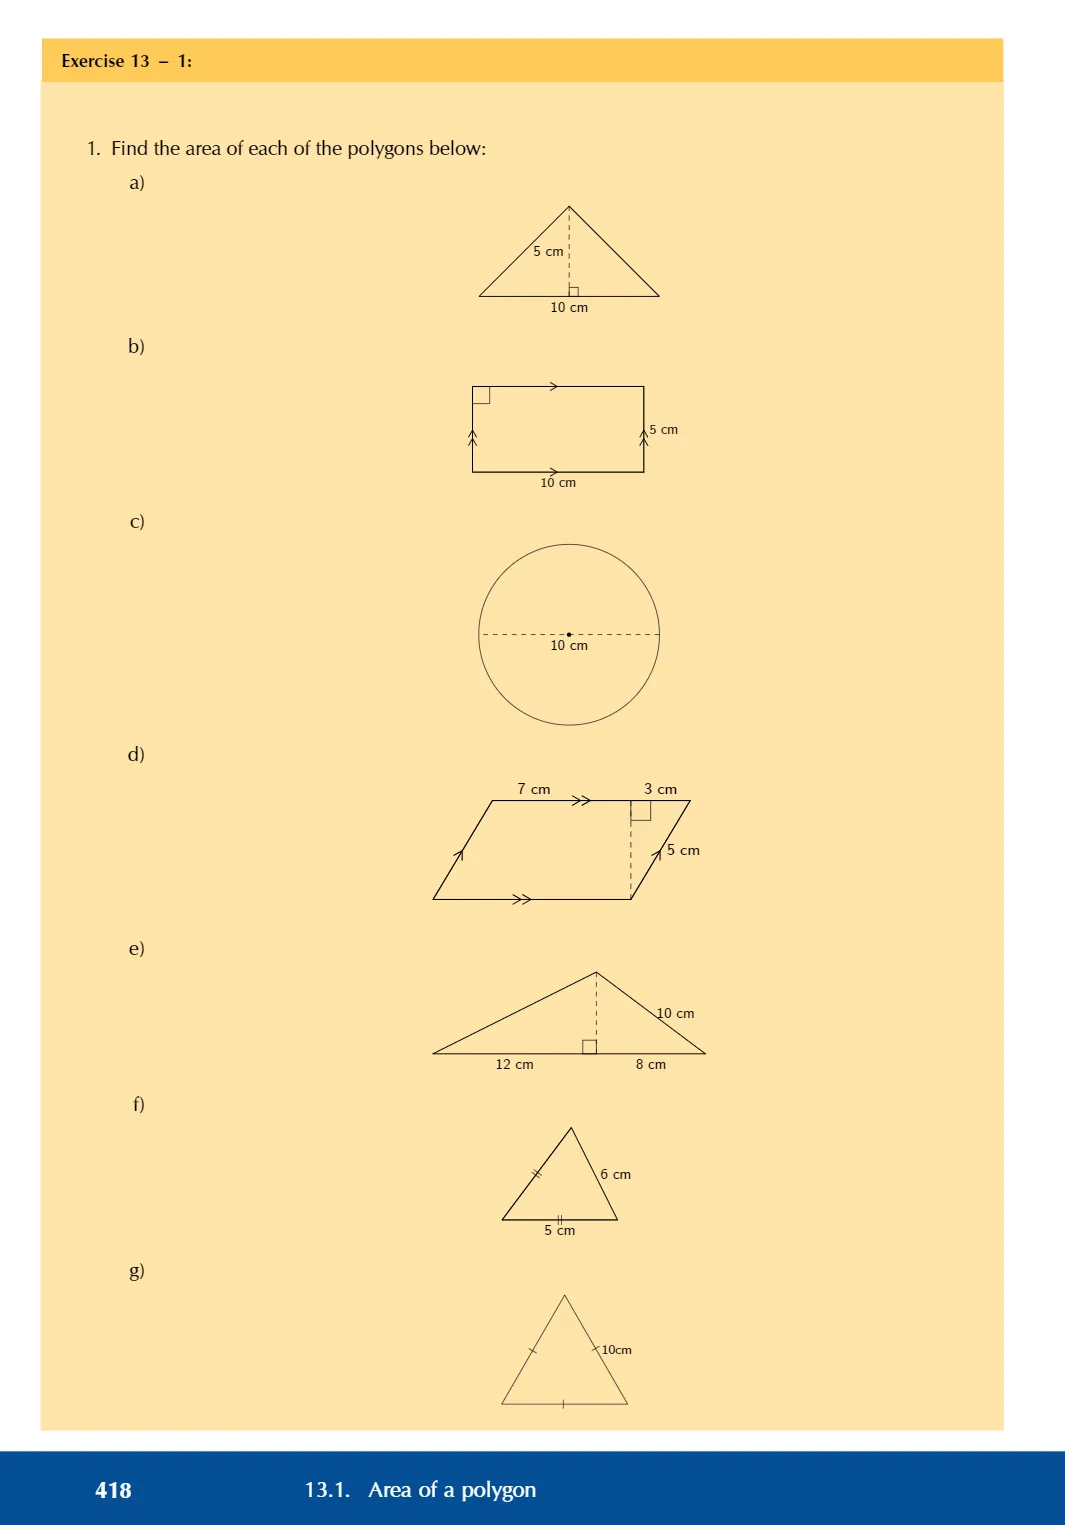 Exercise 13 – 1:
1. Find the area of each of the polygons below:
a)
5 cm
10 cm
b)
5 cm
10 cm
c)
10 cm
d)
7 cm 3 cm
5 cm
e)
10 cm
12 cm 8 cm
f)
6 cm
5 cm
g)
10cm
418 13.1. Area of a polygon